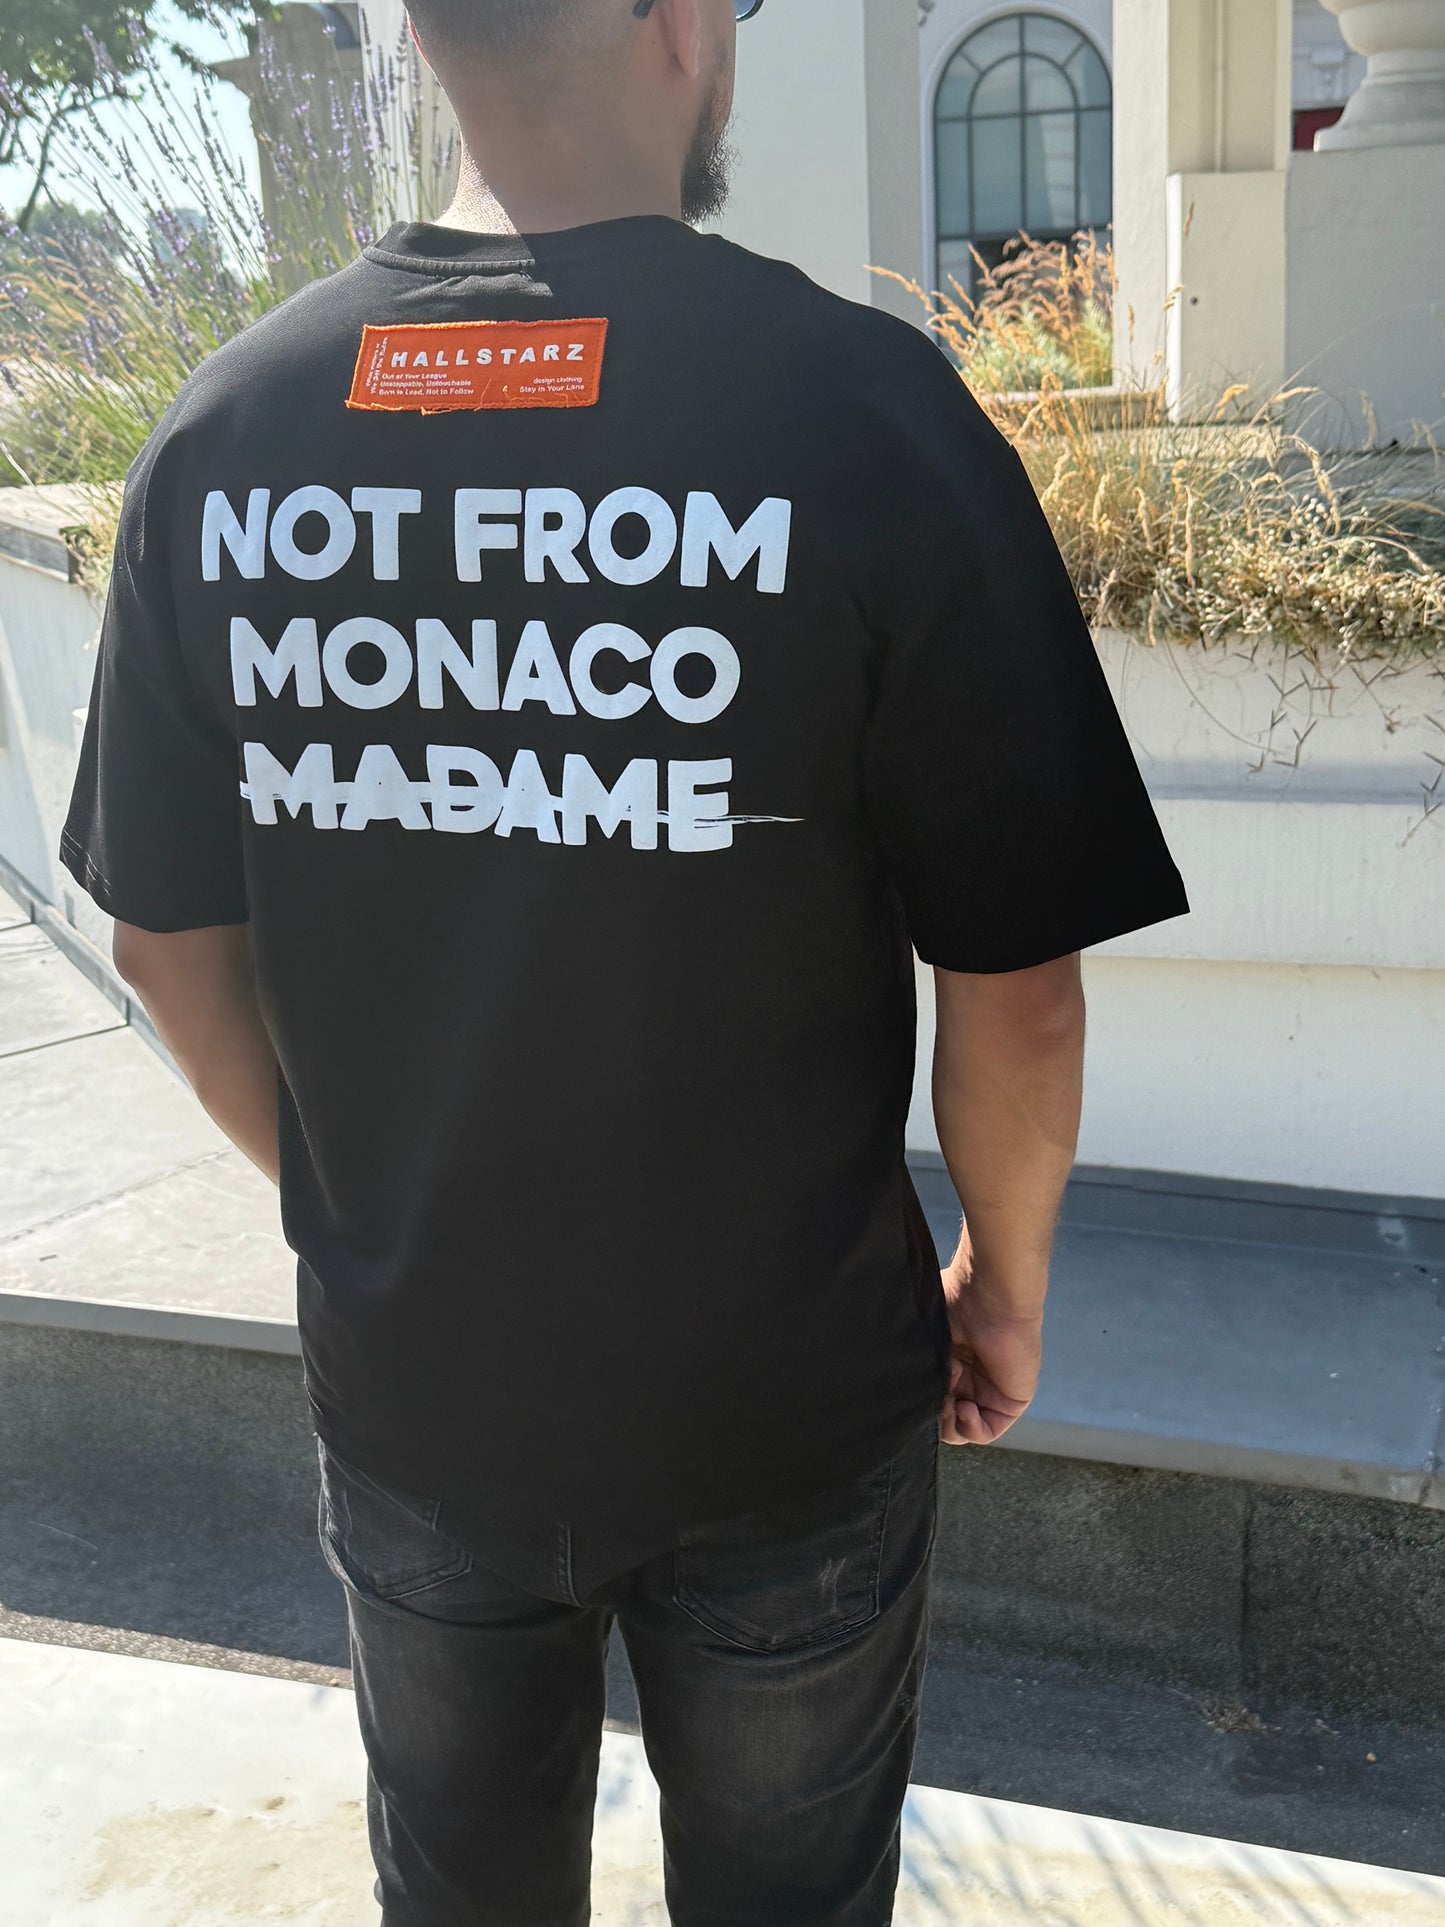 HALLSTARZ
Out of Your League
Unstoppable, Untouchable
Born to Lead, Not to Follow
design clothing
Stay in Your Lane
NOT FROM
MONACO
MADAME